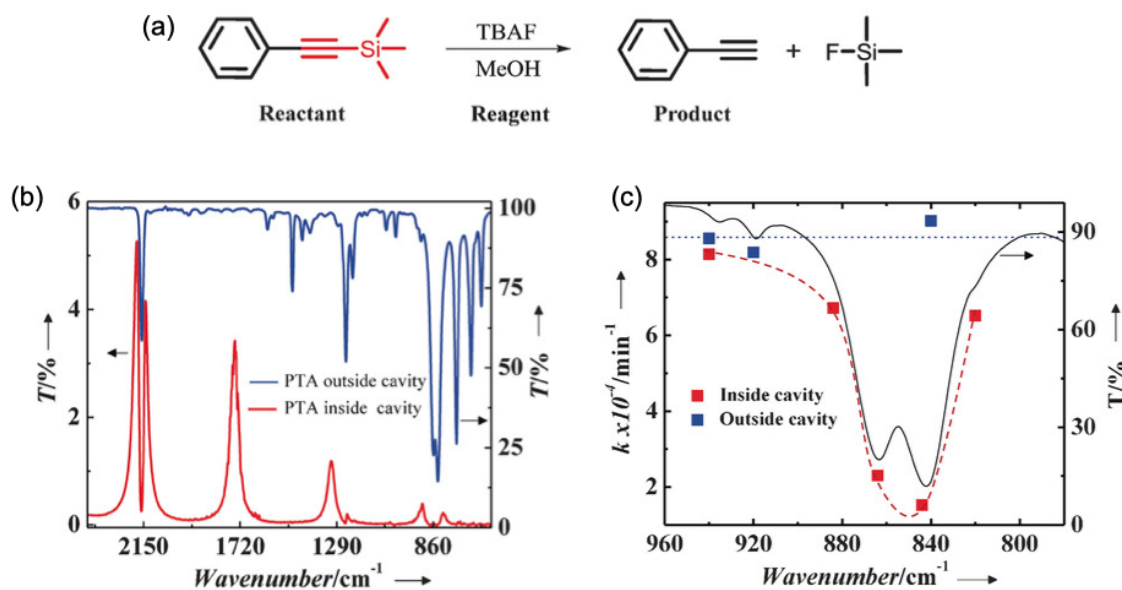 (a)
Si
TBAF
MeOH
+
F
Si
Reactant
Reagent
Product
(b)
6
4
2
0
T/%
100
75
50
25
0
T/%
PTA outside cavity
PTA inside cavity
2150
1720
1290
860
Wavenumber/cm⁻¹
(c)
8
6
4
2
k x10⁻⁴/min⁻¹
90
60
30
0
T/%
Inside cavity
Outside cavity
960
920
880
840
800
Wavenumber/cm⁻¹